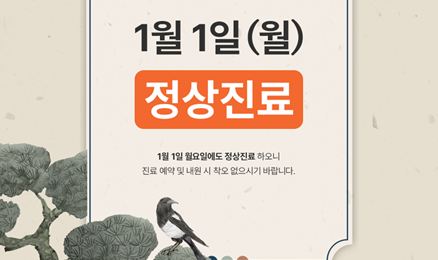 1월 1일 (월)
정상진료
1월 1일 월요일에도 정상진료 하오니
진료 예약 및 내원 시 착오 없으시기 바랍니다.